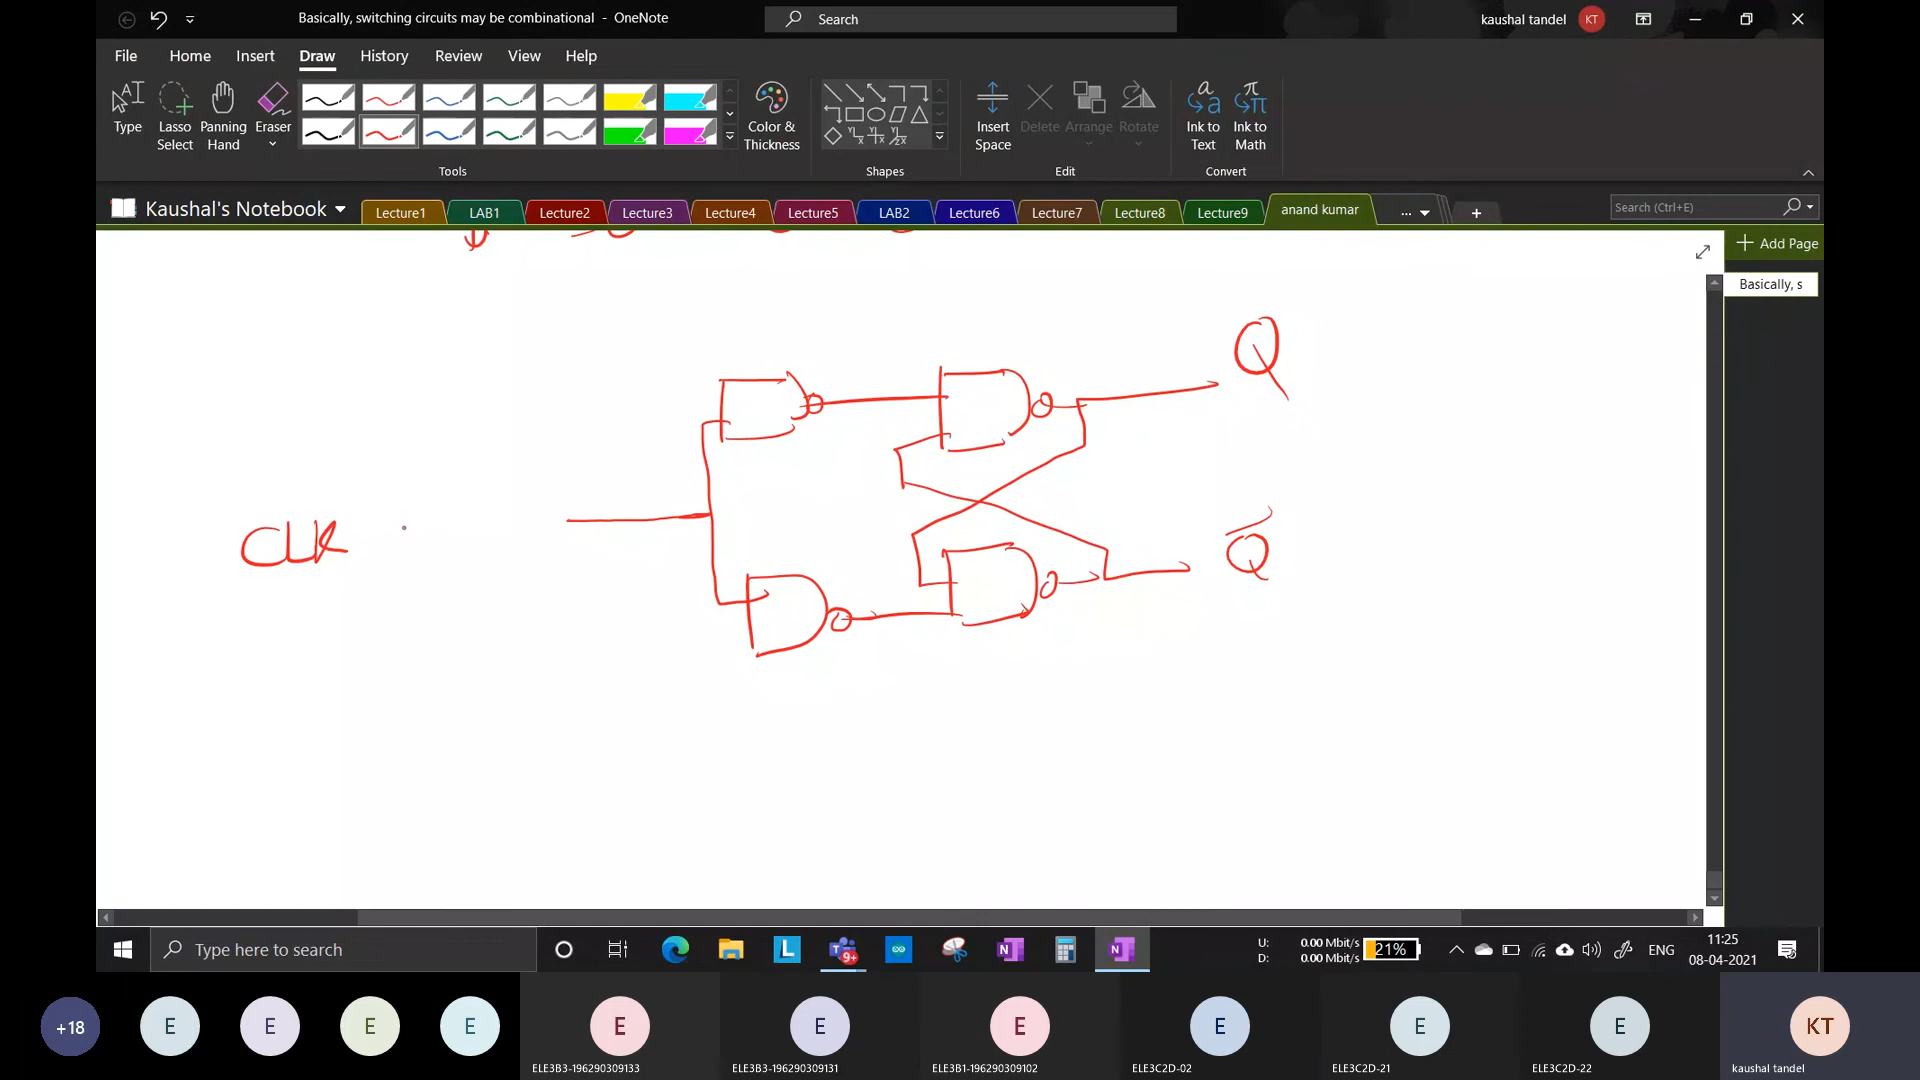 Basically, switching circuits may be combinational - OneNote
Search
kaushal tandel
KT
File Home Insert Draw History Review View Help
Type
Lasso Select
Panning Hand
Eraser
Color & Thickness
Insert Space
Delete
Arrange
Rotate
Ink to Text
Ink to Math
Tools
Shapes
Edit
Convert
Kaushal's Notebook
Lecture1 LAB1 Lecture2 Lecture3 Lecture4 Lecture5 LAB2 Lecture6 Lecture7 Lecture8 Lecture9 anand kumar ... +
Search (Ctrl+E)
Add Page
Basically, s
Q
CLK
Q̅
Type here to search
U: 0.00 Mbit/s
D: 0.00 Mbit/s
21%
ENG
11:25
08-04-2021
9+
+18 E E E E E E E E E E KT
ELE3B3-196290309133 ELE3B3-196290309131 ELE3B1-196290309102 ELE3C2D-02 ELE3C2D-21 ELE3C2D-22 kaushal tandel